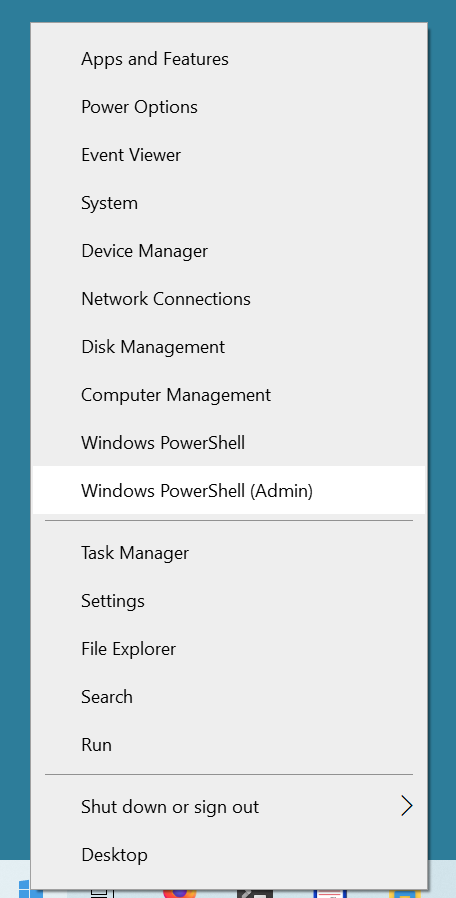 Apps and Features
Power Options
Event Viewer
System
Device Manager
Network Connections
Disk Management
Computer Management
Windows PowerShell
Windows PowerShell (Admin)
Task Manager
Settings
File Explorer
Search
Run
Shut down or sign out
Desktop